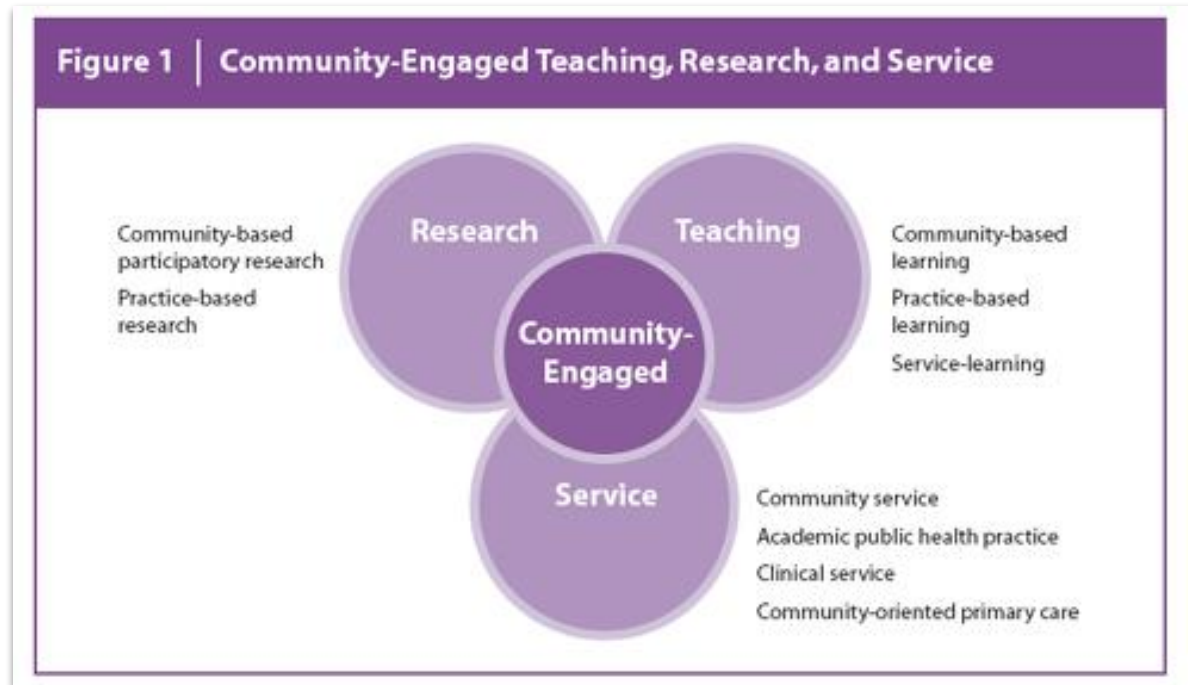 Figure 1 | Community-Engaged Teaching, Research, and Service
Research
Community-based
participatory research
Practice-based
research
Teaching
Community-based
learning
Practice-based
learning
Service-learning
Community-
Engaged
Service
Community service
Academic public health practice
Clinical service
Community-oriented primary care